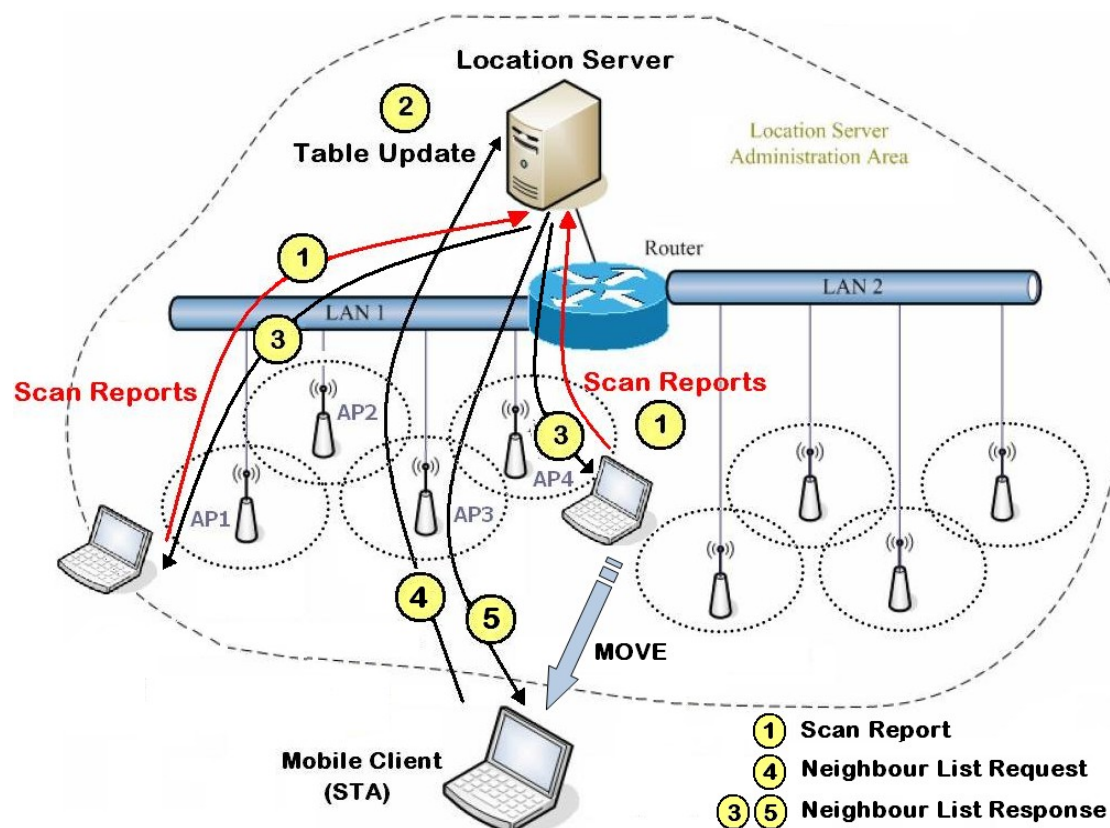 Location Server
2
Table Update
Location Server
Administration Area
1
Router
LAN 1
LAN 2
3
Scan Reports
Scan Reports
1
AP2
3
AP4
AP1
AP3
4
5
MOVE
Mobile Client
(STA)
1 Scan Report
4 Neighbour List Request
3 5 Neighbour List Response